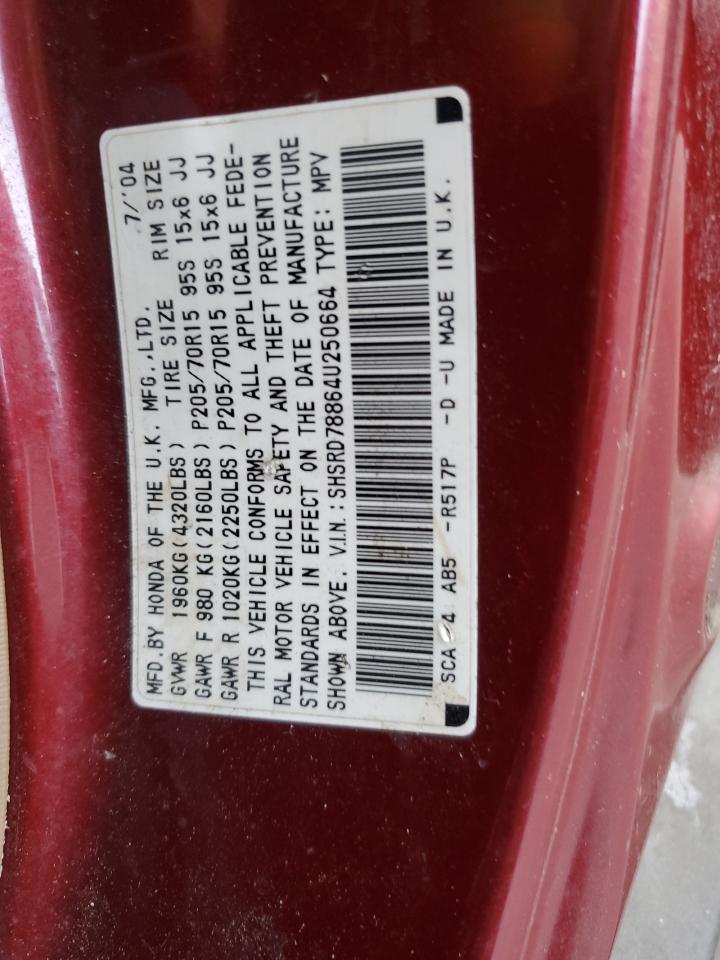 MFD.BY HONDA OF THE U.K. MFG.,LTD. 7/'04
GVWR 1960KG(4320LBS) TIRE SIZE RIM SIZE
GAWR F 980 KG(2160LBS) P205/70R15 95S 15x6 JJ
GAWR R 1020KG(2250LBS) P205/70R15 95S 15x6 JJ
THIS VEHICLE CONFORMS TO ALL APPLICABLE FEDE-
RAL MOTOR VEHICLE SAFETY AND THEFT PREVENTION
STANDARDS IN EFFECT ON THE DATE OF MANUFACTURE
SHOWN ABOVE. V.I.N.:SHSRD78864U250664 TYPE: MPV
SCA 4 AB5 -R517P -D -U MADE IN U.K.